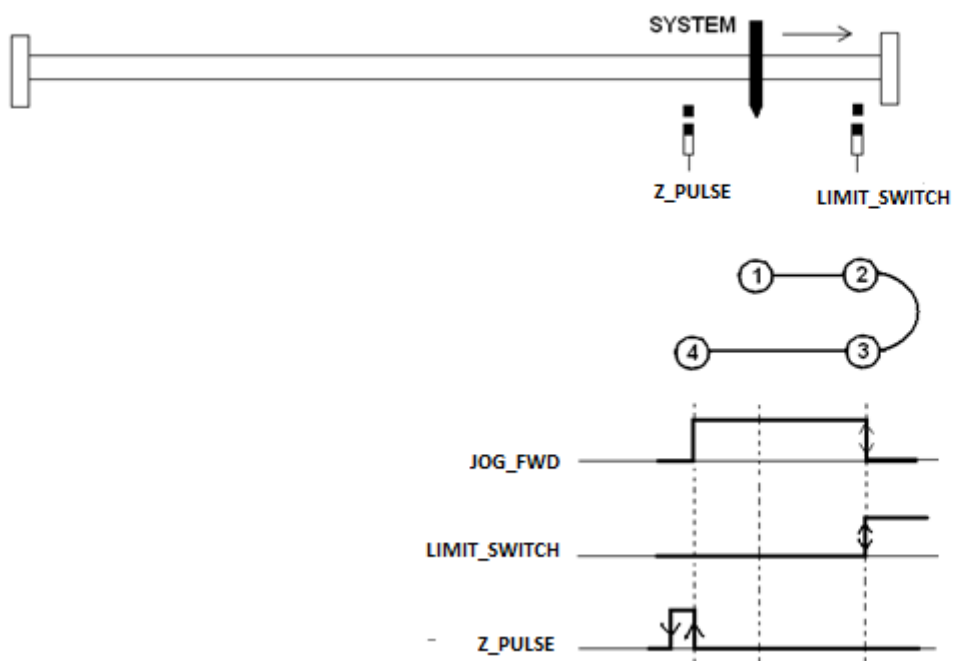 SYSTEM
Z_PULSE
LIMIT_SWITCH
1
2
4
3
JOG_FWD
LIMIT_SWITCH
Z_PULSE